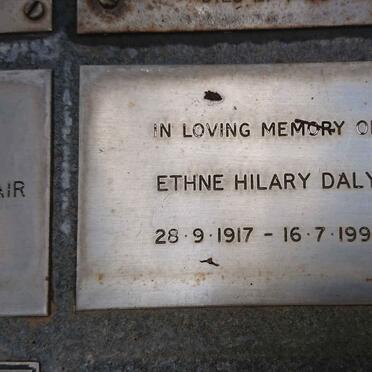 IN LOVING MEMORY O
ETHNE HILARY DALY
28·9·1917 - 16·7·199
AIR